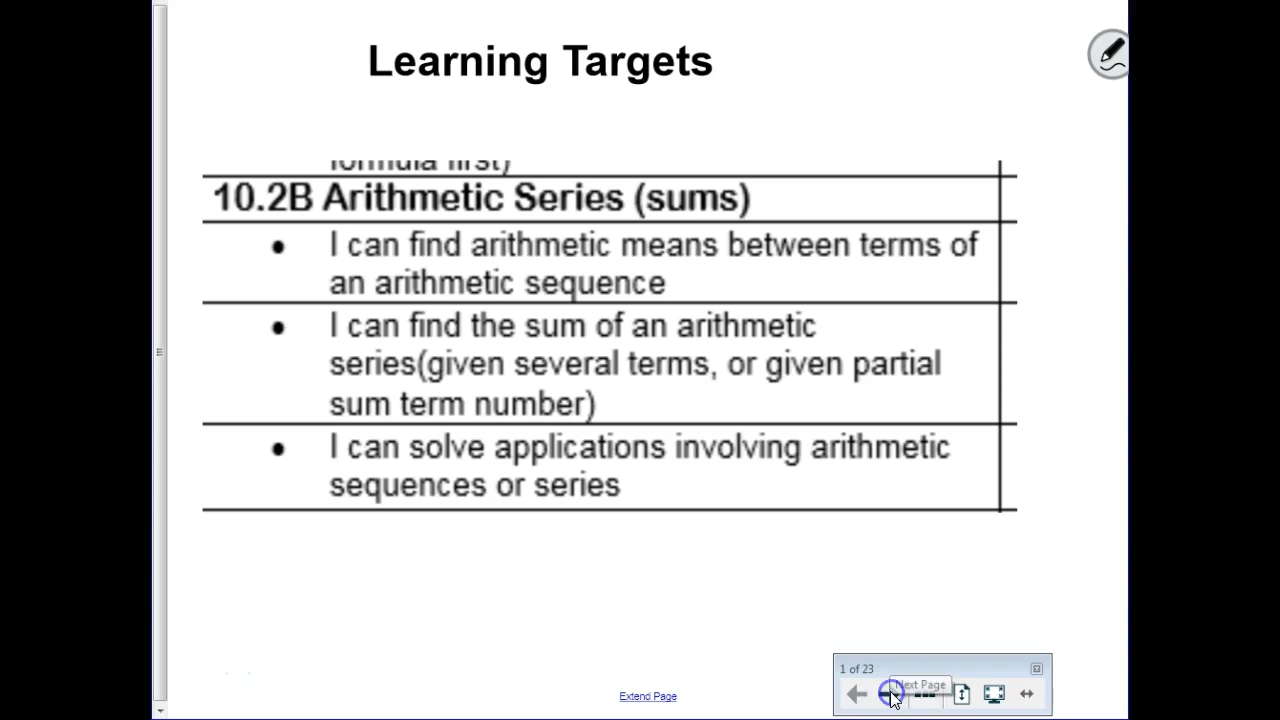 Learning Targets
formula first)
10.2B Arithmetic Series (sums)
• I can find arithmetic means between terms of
an arithmetic sequence
• I can find the sum of an arithmetic
series(given several terms, or given partial
sum term number)
• I can solve applications involving arithmetic
sequences or series
1 of 23
Next Page
Extend Page